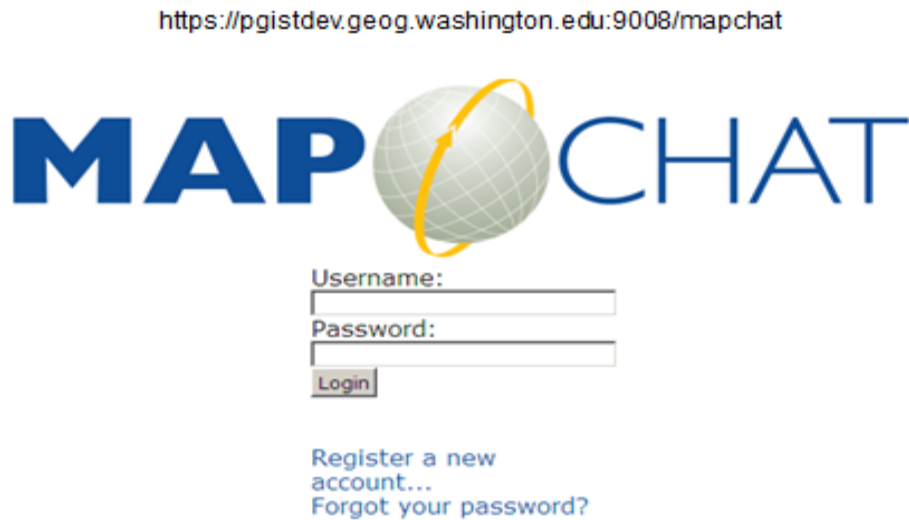 https://pgistdev.geog.washington.edu:9008/mapchat
MAP CHAT
Username:
Password:
Login
Register a new
account...
Forgot your password?